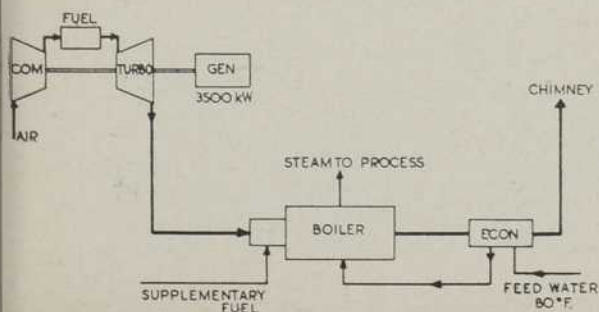 FUEL
COM
TURBO
GEN
3500 kW
AIR
CHIMNEY
STEAM TO PROCESS
BOILER
ECON
SUPPLEMENTARY
FUEL
FEED WATER
80°F.